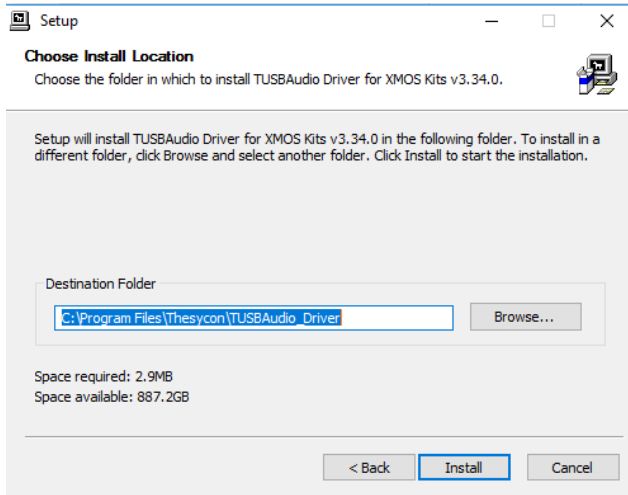 Setup
Choose Install Location
Choose the folder in which to install TUSBAudio Driver for XMOS Kits v3.34.0.
Setup will install TUSBAudio Driver for XMOS Kits v3.34.0 in the following folder. To install in a
different folder, click Browse and select another folder. Click Install to start the installation.
Destination Folder
C:\Program Files\Thesycon\TUSBAudio_Driver
Browse...
Space required: 2.9MB
Space available: 887.2GB
< Back
Install
Cancel